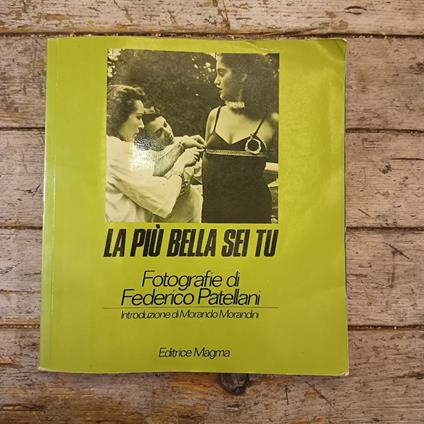 LA PIÙ BELLA SEI TU
Fotografie di
Federico Patellani
Introduzione di Morando Morandini
Editrice Magma